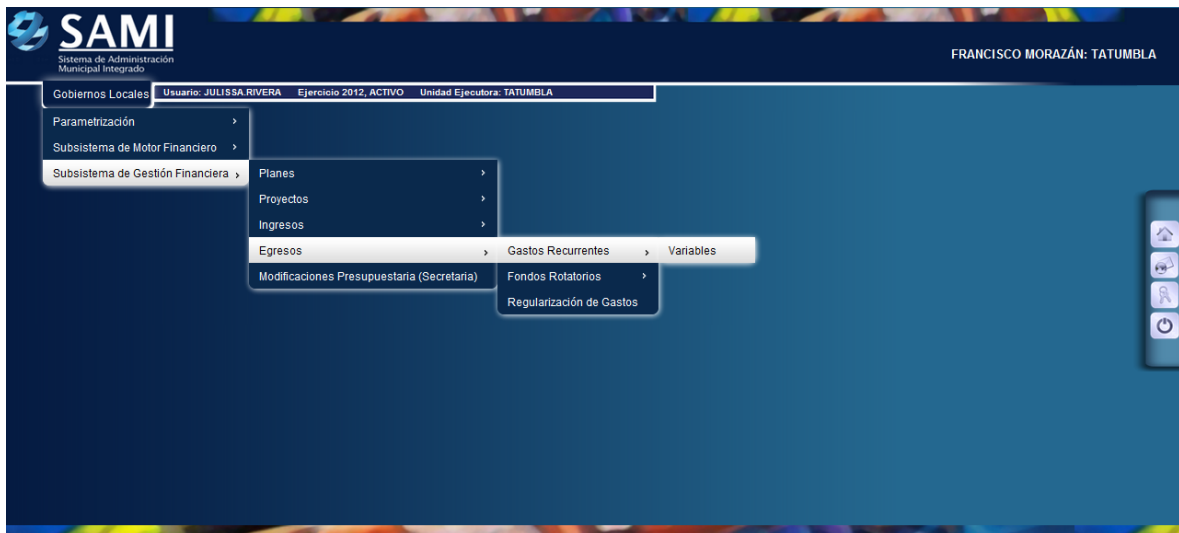 SAMI
Sistema de Administración
Municipal Integrado
FRANCISCO MORAZÁN: TATUMBLA
Gobiernos Locales
Usuario: JULISSA.RIVERA Ejercicio 2012, ACTIVO Unidad Ejecutora: TATUMBLA
Parametrización
Subsistema de Motor Financiero
Subsistema de Gestión Financiera
Planes
Proyectos
Ingresos
Egresos
Modificaciones Presupuestaria (Secretaria)
Gastos Recurrentes
Fondos Rotatorios
Regularización de Gastos
Variables